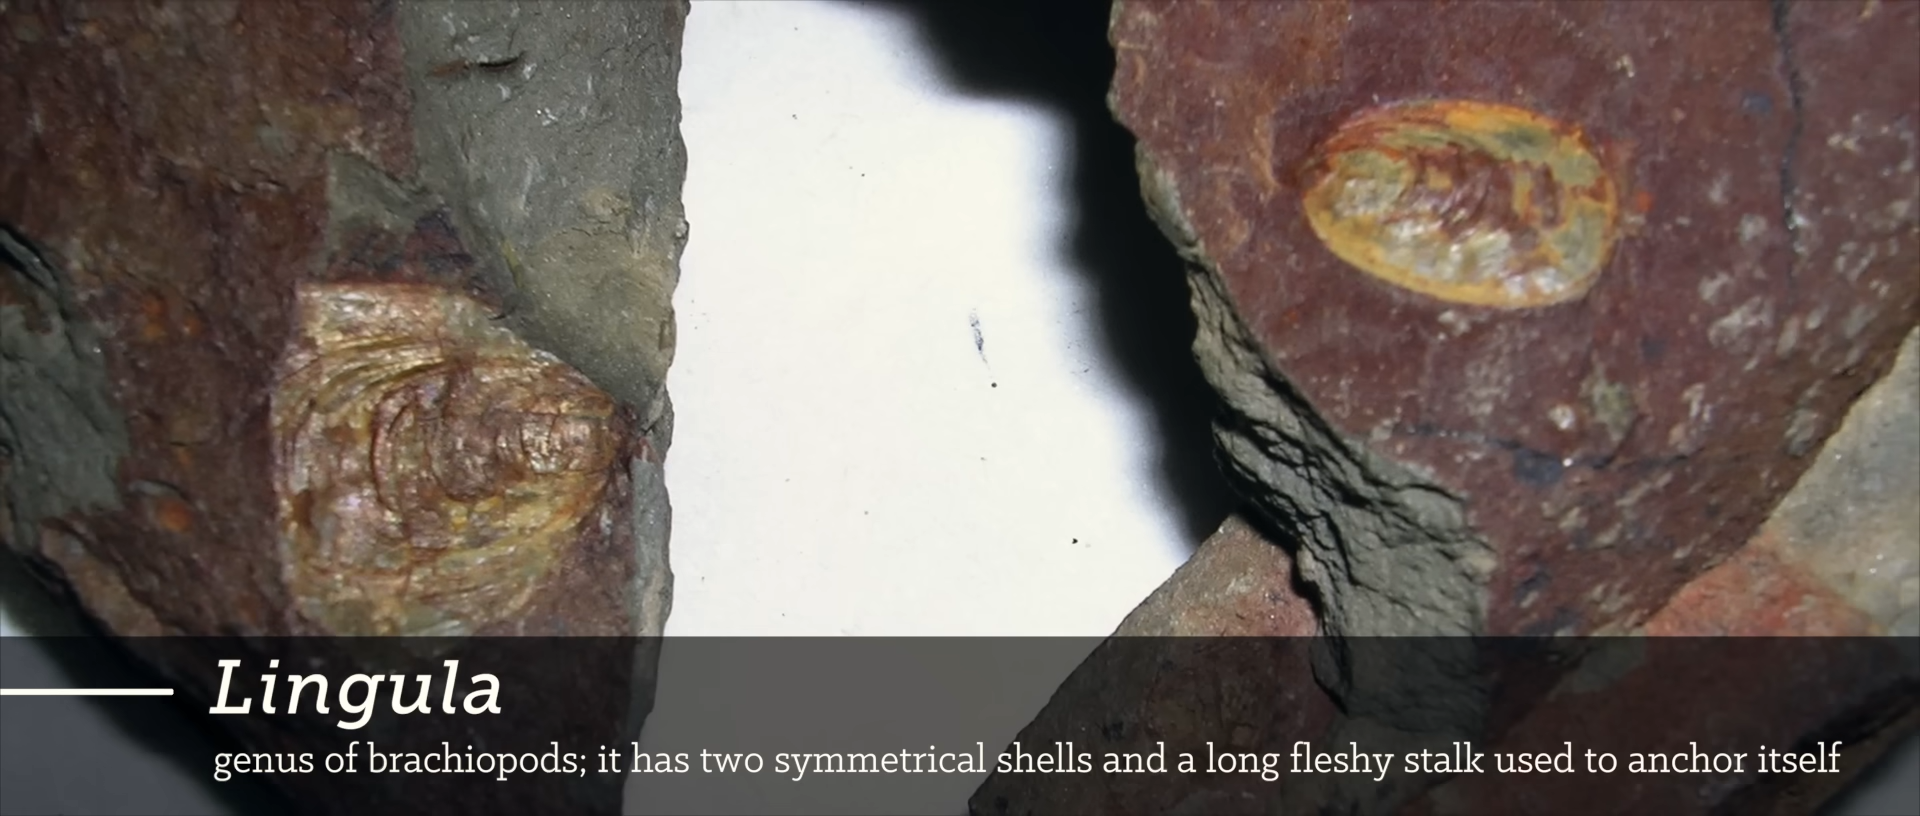 Lingula
genus of brachiopods; it has two symmetrical shells and a long fleshy stalk used to anchor itself